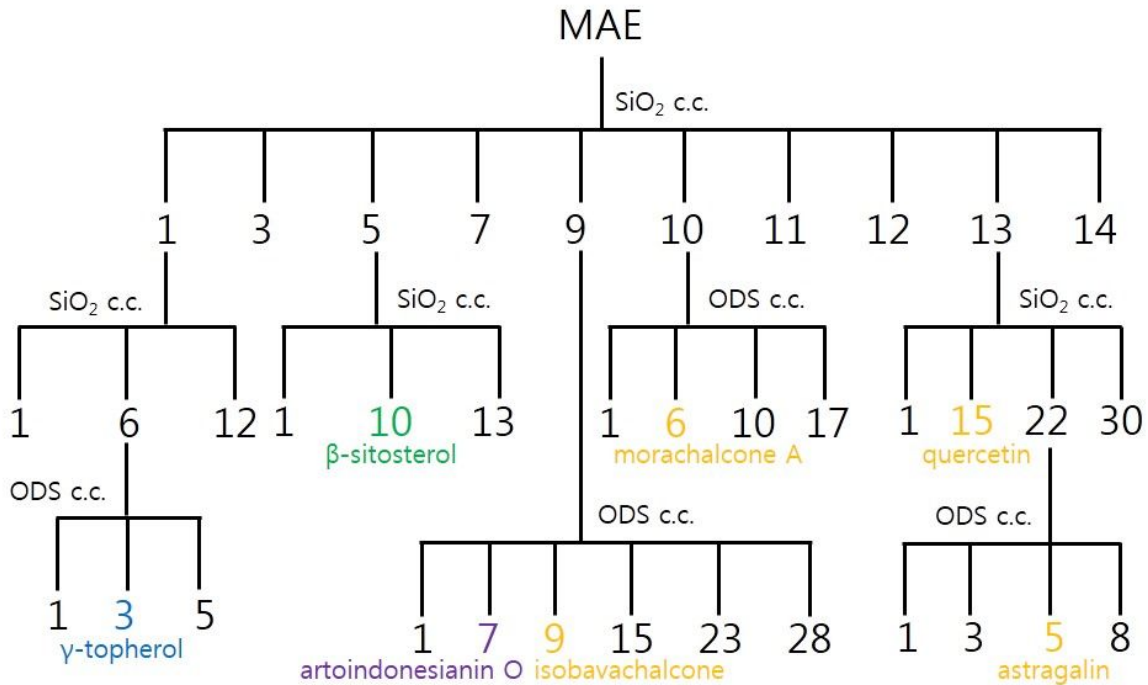 MAE
SiO₂ c.c.
1 3 5 7 9 10 11 12 13 14
SiO₂ c.c. SiO₂ c.c. ODS c.c. SiO₂ c.c.
1 6 12 1 10 13 1 6 10 17 1 15 22 30
β-sitosterol morachalcone A quercetin
ODS c.c. ODS c.c. ODS c.c.
1 3 5 1 7 9 15 23 28 1 3 5 8
γ-topherol artoindonesianin O isobavachalcone astragalin